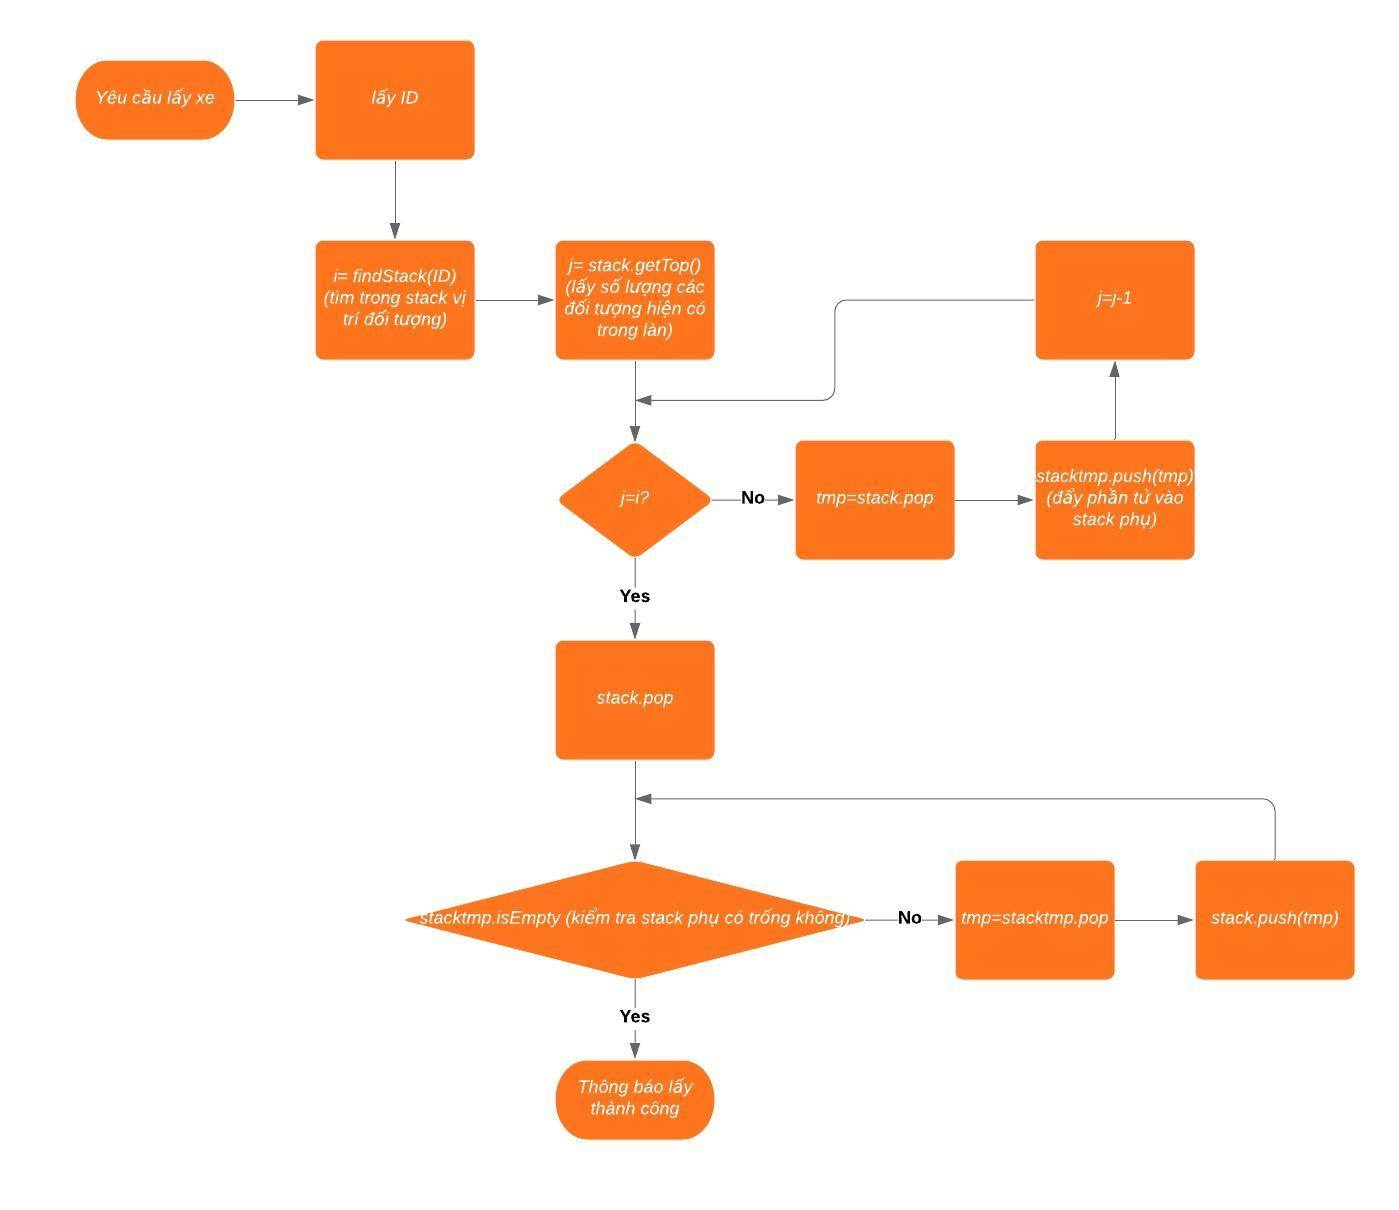 Yêu cầu lấy xe
lấy ID
i= findStack(ID)
(tìm trong stack vị
trí đối tượng)
j= stack.getTop()
(lấy số lượng các
đối tượng hiện có
trong làn)
j=j-1
j=i?
No
tmp=stack.pop
stacktmp.push(tmp)
(đẩy phần tử vào
stack phụ)
Yes
stack.pop
stacktmp.isEmpty (kiểm tra stack phụ có trống không)
No
tmp=stacktmp.pop
stack.push(tmp)
Yes
Thông báo lấy
thành công